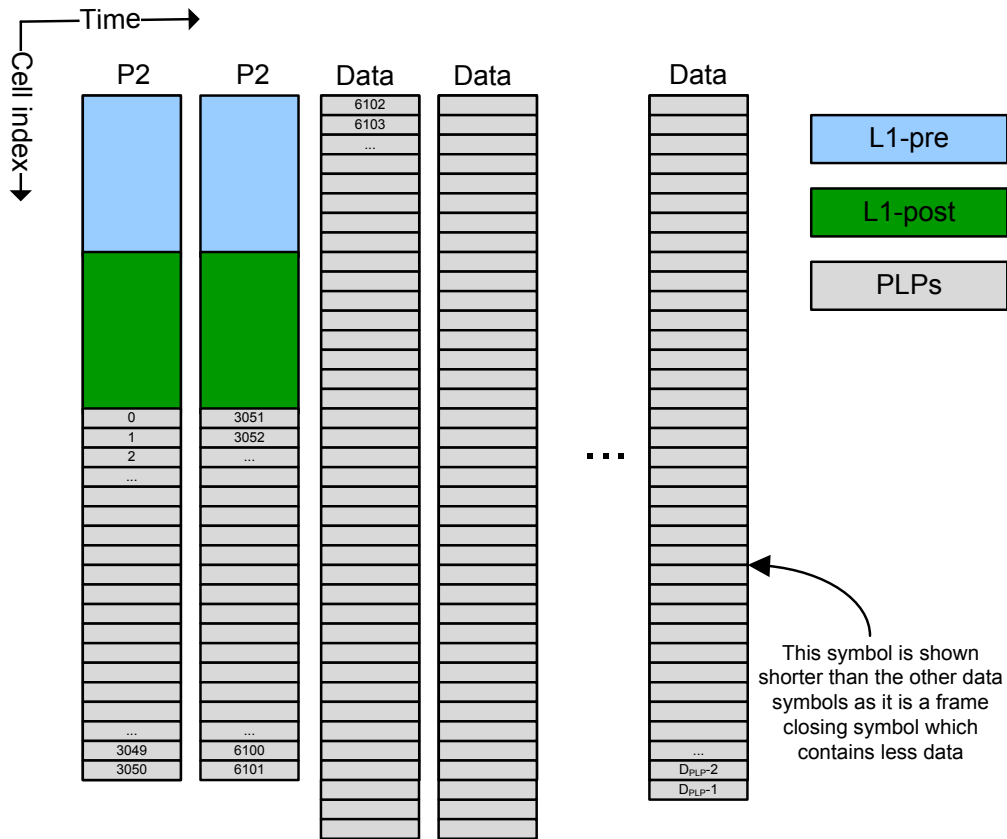 Time
Cell index
P2
P2
Data
Data
Data
6102
6103
...
L1-pre
L1-post
PLPs
0
1
2
...
3051
3052
...
...
...
3049
3050
...
6100
6101
This symbol is shown
shorter than the other data
symbols as it is a frame
closing symbol which
contains less data
...
DPLP-2
DPLP-1